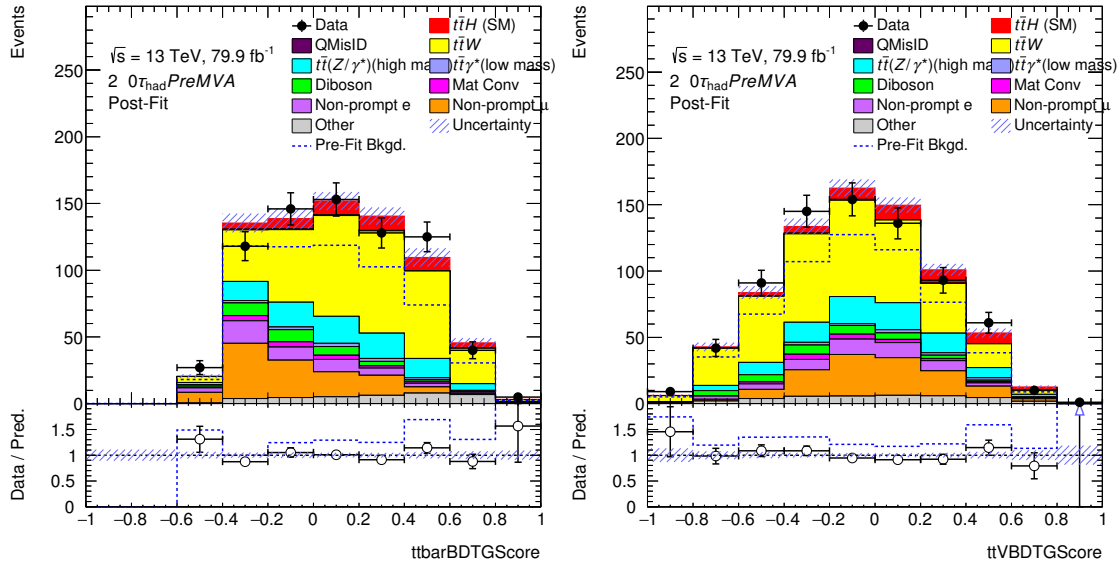 Events
300
250
200
150
100
50
0
√s = 13 TeV, 79.9 fb⁻¹
2 0τhad PreMVA
Post-Fit
Data
tt̄H (SM)
QMisID
tt̄W
tt̄(Z/γ*)(high mass)
tt̄γ*(low mass)
Diboson
Mat Conv
Non-prompt e
Non-prompt μ
Other
Uncertainty
Pre-Fit Bkgd.
Data / Pred.
1.5
1
0.5
0
−1 −0.8 −0.6 −0.4 −0.2 0 0.2 0.4 0.6 0.8 1
ttbarBDTGScore
Events
300
250
200
150
100
50
0
√s = 13 TeV, 79.9 fb⁻¹
2 0τhad PreMVA
Post-Fit
Data
tt̄H (SM)
QMisID
tt̄W
tt̄(Z/γ*)(high mass)
tt̄γ*(low mass)
Diboson
Mat Conv
Non-prompt e
Non-prompt μ
Other
Uncertainty
Pre-Fit Bkgd.
Data / Pred.
1.5
1
0.5
0
−1 −0.8 −0.6 −0.4 −0.2 0 0.2 0.4 0.6 0.8 1
ttVBDTGScore